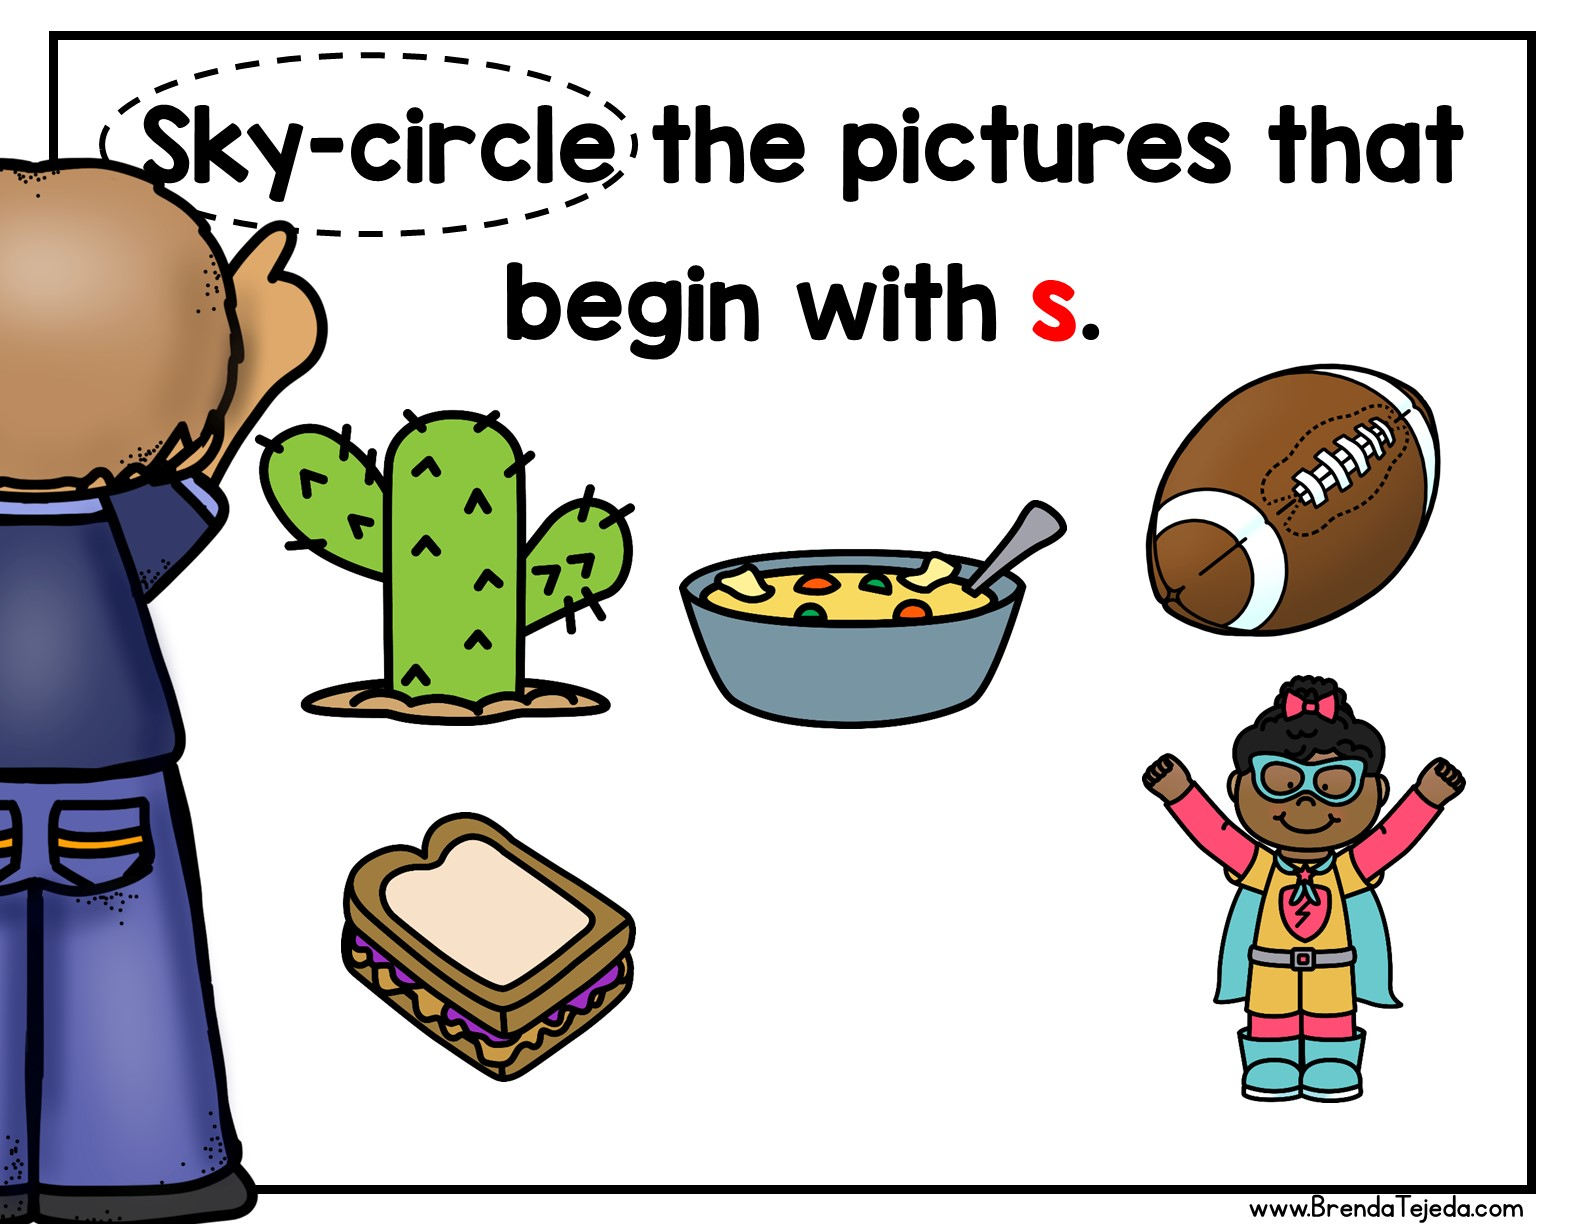 Sky-circle the pictures that
begin with s.
www.BrendaTejeda.com